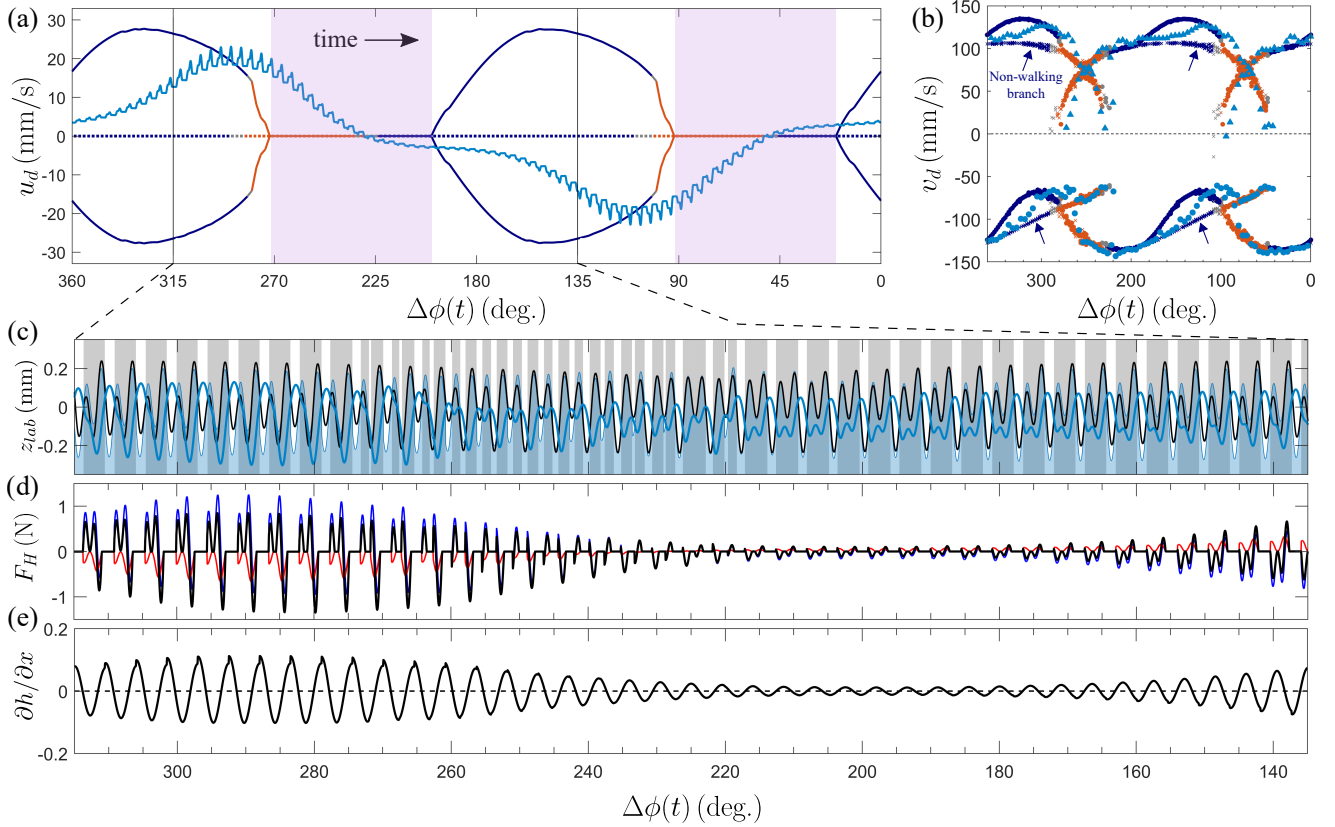 (a)
time
u_d (mm/s)
30
20
10
0
-10
-20
-30
360
315
270
225
180
135
90
45
0
Δϕ(t) (deg.)
(b)
v_d (mm/s)
150
100
50
0
-50
-100
-150
Non-walking
branch
300
200
100
0
Δϕ(t) (deg.)
(c)
z_lab (mm)
0.2
0
-0.2
(d)
F_H (N)
1
0
-1
(e)
∂h/∂x
0.2
0
-0.2
300
280
260
240
220
200
180
160
140
Δϕ(t) (deg.)